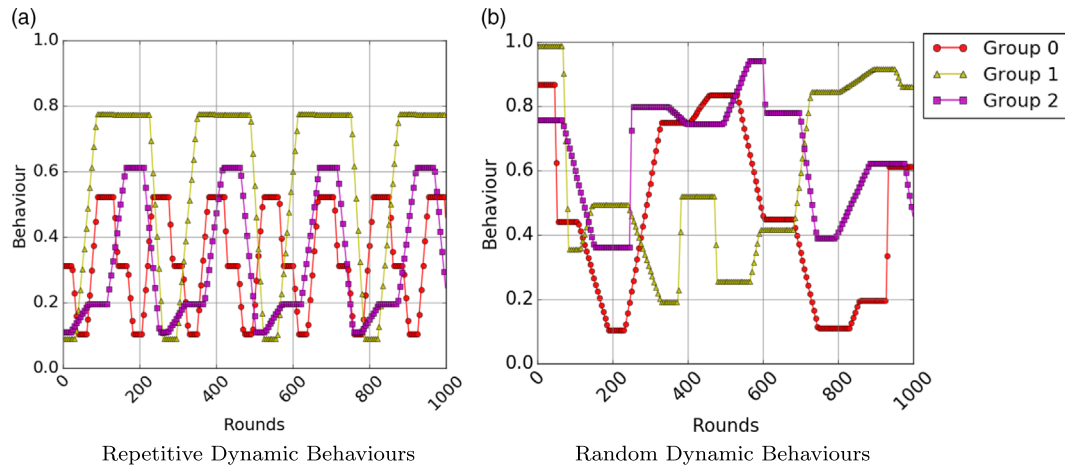 (a)
1.0
0.8
0.6
0.4
0.2
0.0
Behaviour
0
200
400
600
800
1000
Rounds
Repetitive Dynamic Behaviours
(b)
1.0
0.8
0.6
0.4
0.2
0.0
Behaviour
0
200
400
600
800
1000
Rounds
Random Dynamic Behaviours
Group 0
Group 1
Group 2